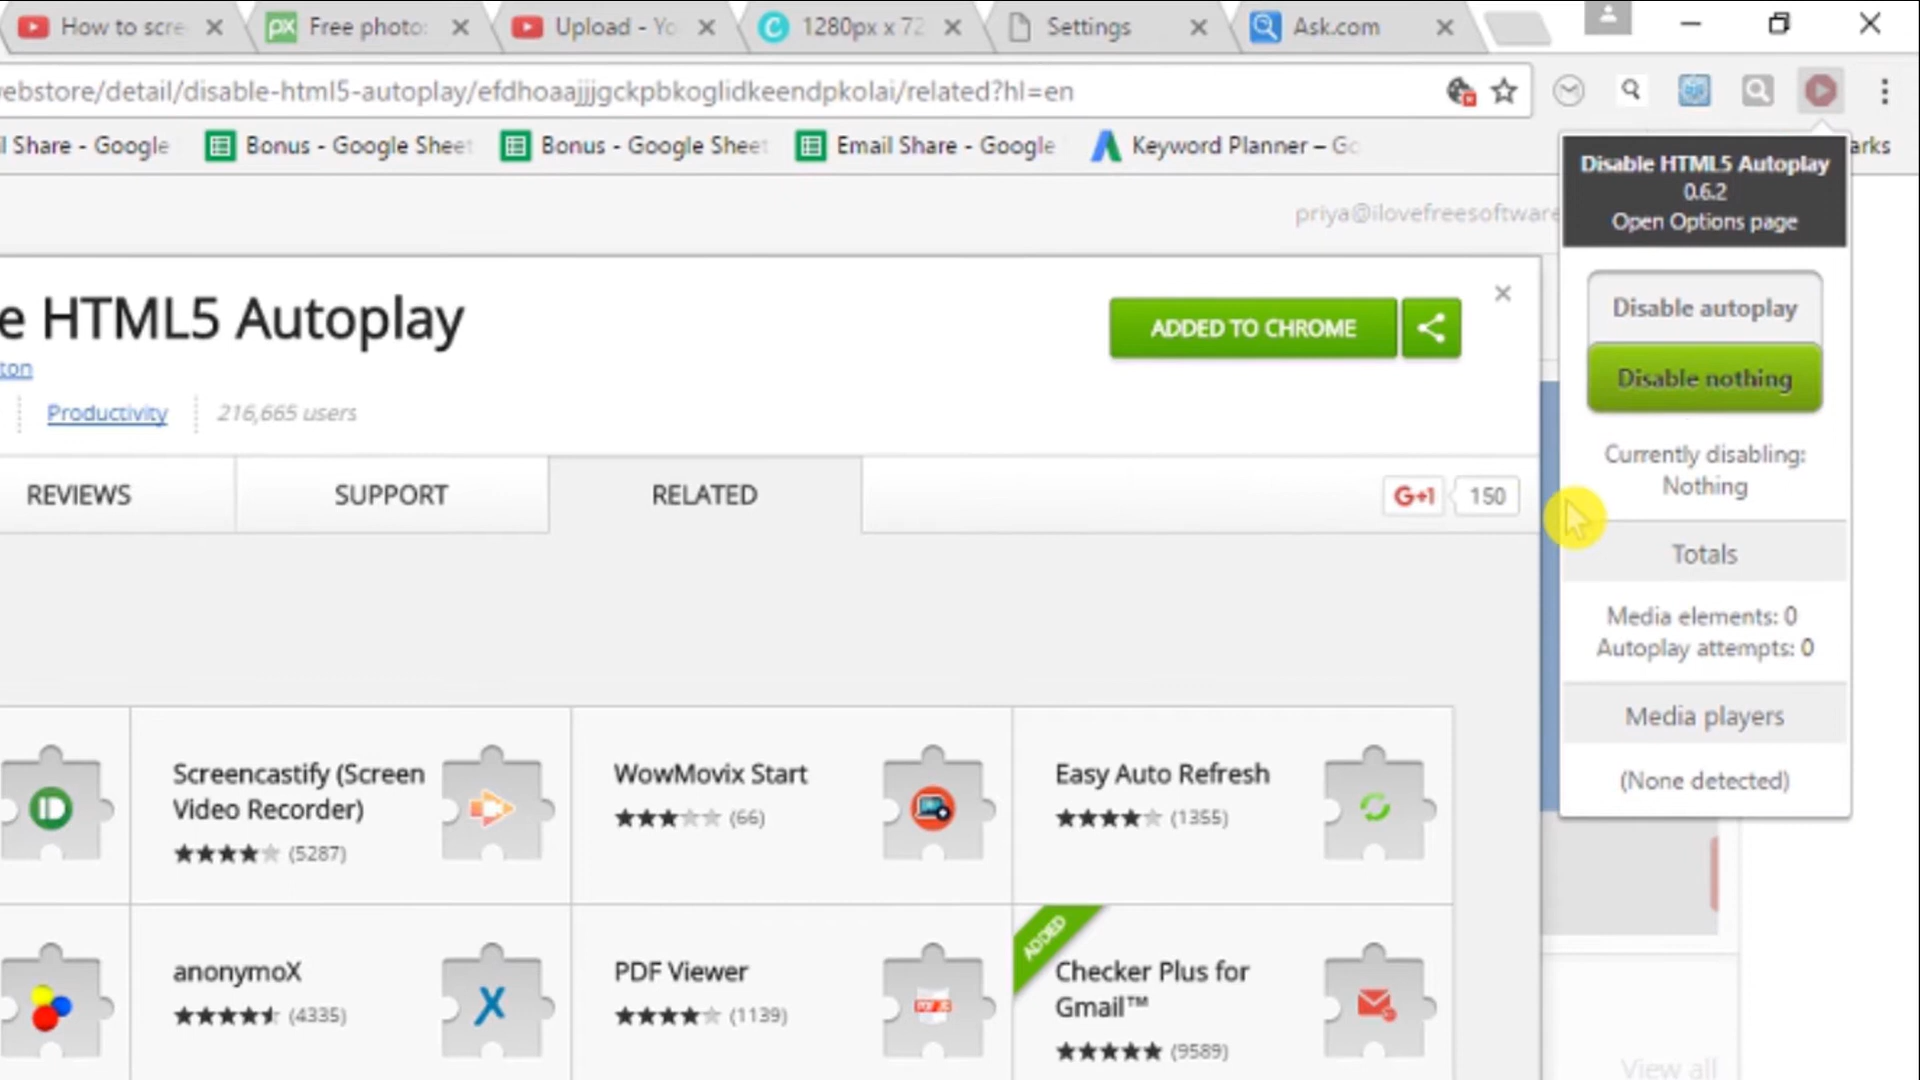 How to scre
Free photo:
Upload - Yo
1280px x 72
Settings
Ask.com
ebstore/detail/disable-html5-autoplay/efdhoaajjjgckpbkoglidkeendpkolai/related?hl=en
l Share - Google
Bonus - Google Sheet
Bonus - Google Sheet
Email Share - Google
Keyword Planner – Go
arks
priya@ilovefreesoftware
Disable HTML5 Autoplay
0.6.2
Open Options page
Disable autoplay
Disable nothing
Currently disabling:
Nothing
Totals
Media elements: 0
Autoplay attempts: 0
Media players
(None detected)
e HTML5 Autoplay
ADDED TO CHROME
ton
Productivity
216,665 users
REVIEWS
SUPPORT
RELATED
G+1
150
Screencastify (Screen
Video Recorder)
(5287)
WowMovix Start
(66)
Easy Auto Refresh
(1355)
anonymoX
(4335)
PDF Viewer
(1139)
ADDED
Checker Plus for
Gmail™
(9589)
View all